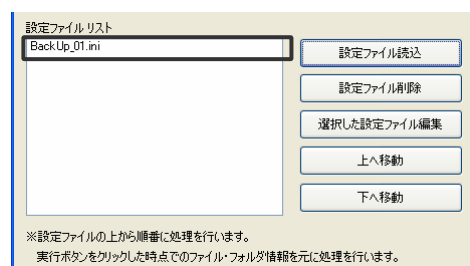 設定ファイル リスト
BackUp_01.ini
設定ファイル読込
設定ファイル削除
選択した設定ファイル編集
上へ移動
下へ移動
※設定ファイルの上から順番に処理を行います。
実行ボタンをクリックした時点でのファイル・フォルダ情報を元に処理を行います。